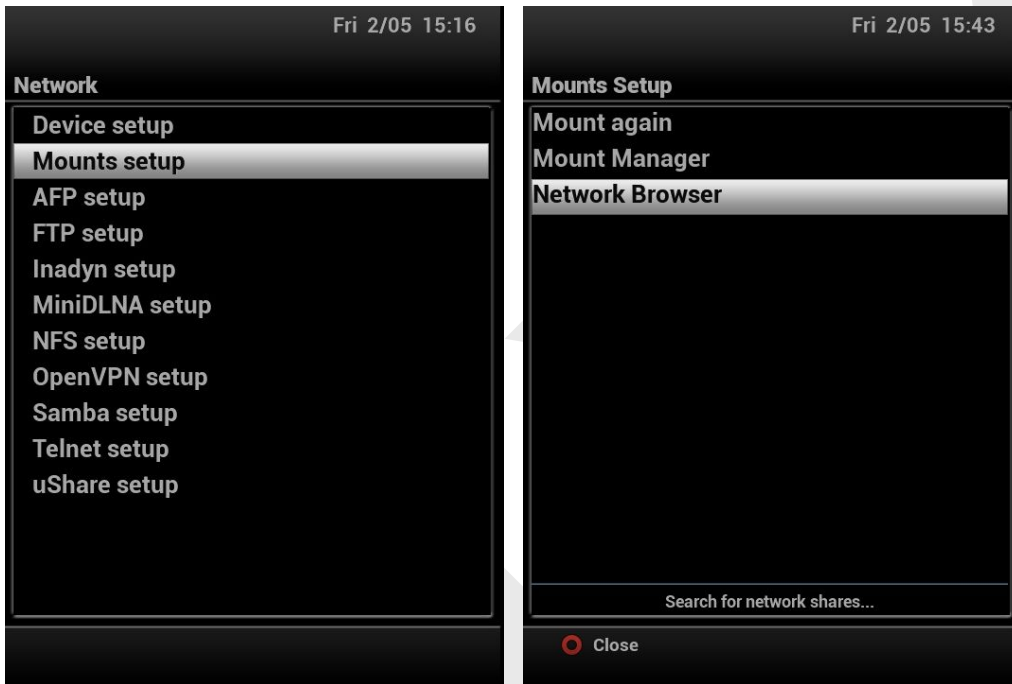 Fri 2/05 15:16
Network
Device setup
Mounts setup
AFP setup
FTP setup
Inadyn setup
MiniDLNA setup
NFS setup
OpenVPN setup
Samba setup
Telnet setup
uShare setup
Fri 2/05 15:43
Mounts Setup
Mount again
Mount Manager
Network Browser
Search for network shares...
Close